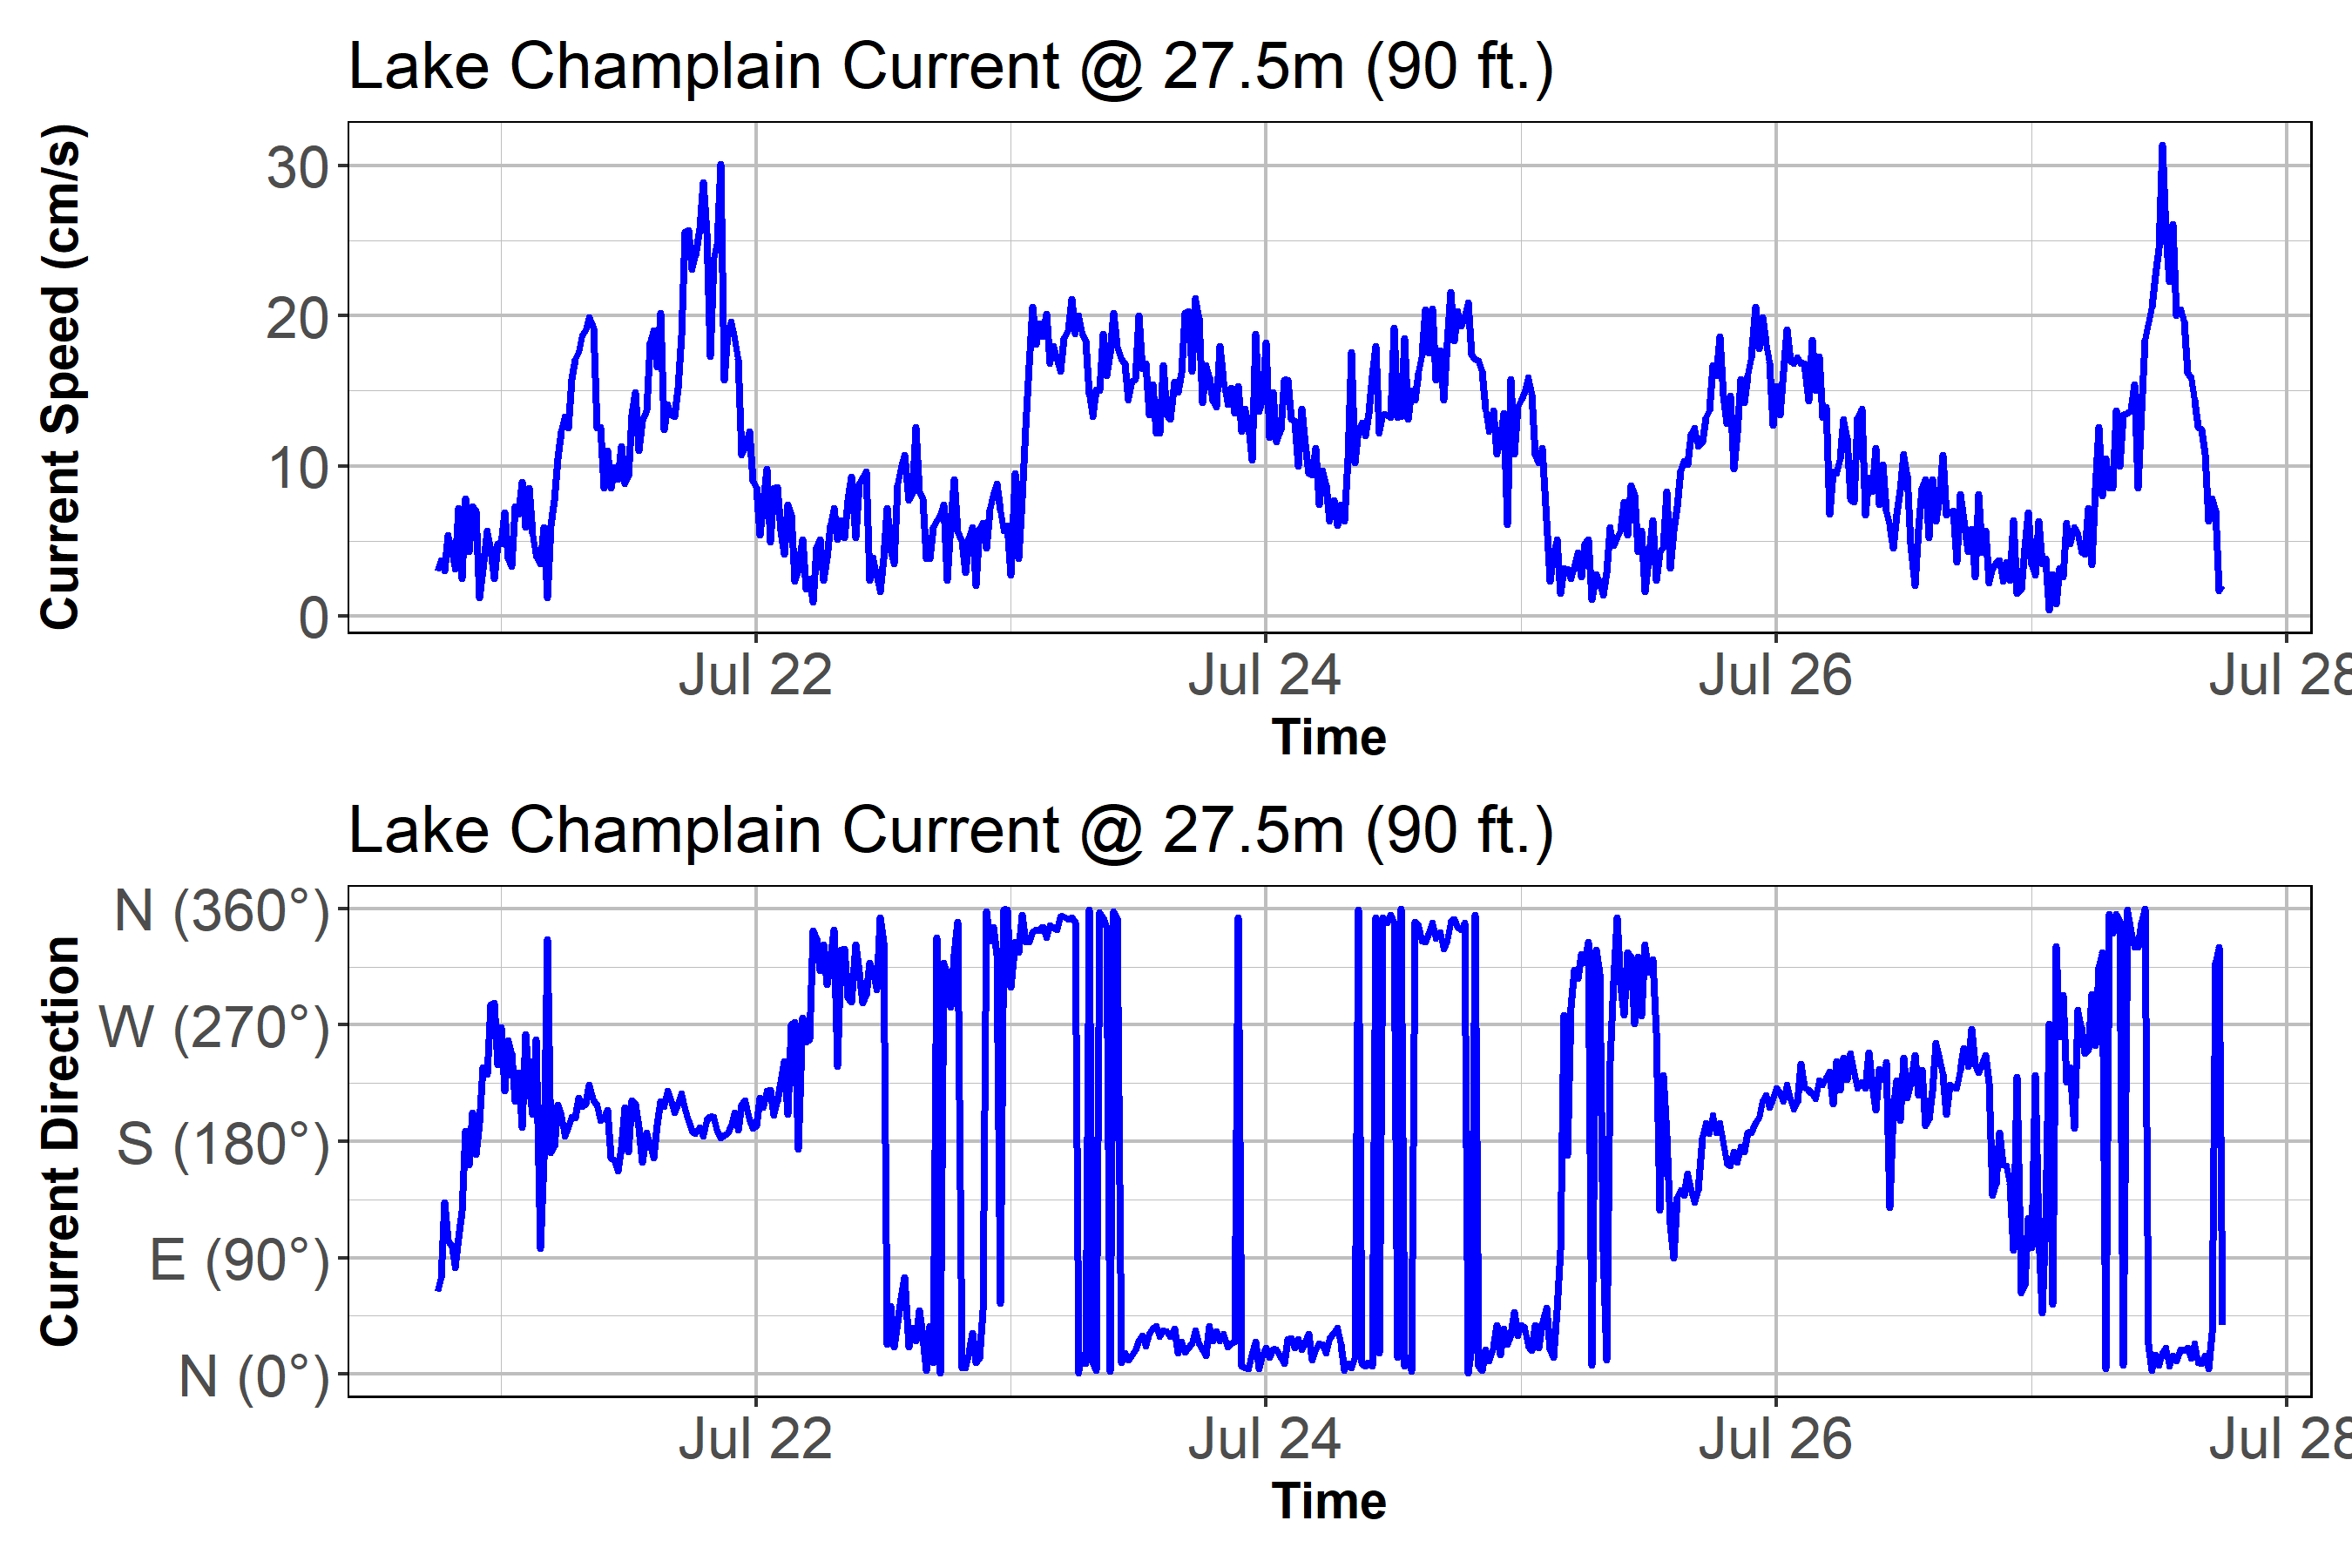 Lake Champlain Current @ 27.5m (90 ft.)
Current Speed (cm/s)
30
20
10
0
Jul 22 Jul 24 Jul 26 Jul 28
Time
Lake Champlain Current @ 27.5m (90 ft.)
Current Direction
N (360°)
W (270°)
S (180°)
E (90°)
N (0°)
Jul 22 Jul 24 Jul 26 Jul 28
Time